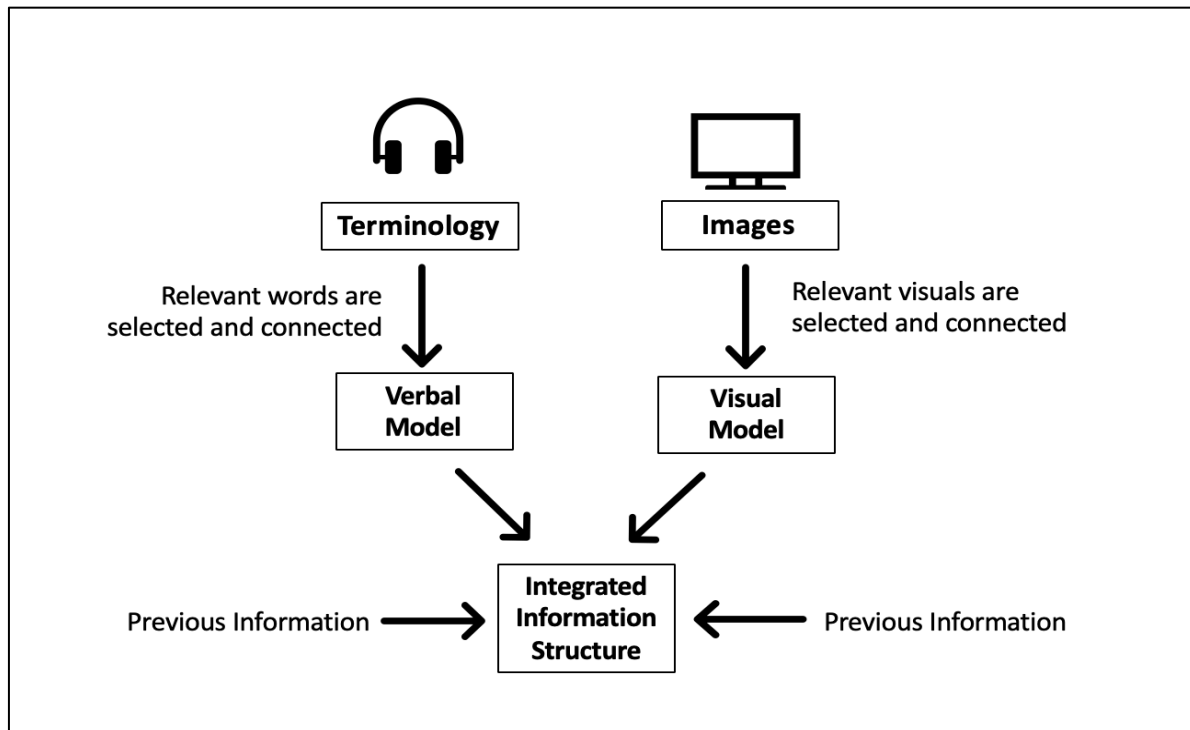 Terminology
Images
Relevant words are
selected and connected
Relevant visuals are
selected and connected
Verbal
Model
Visual
Model
Integrated
Information
Structure
Previous Information
Previous Information